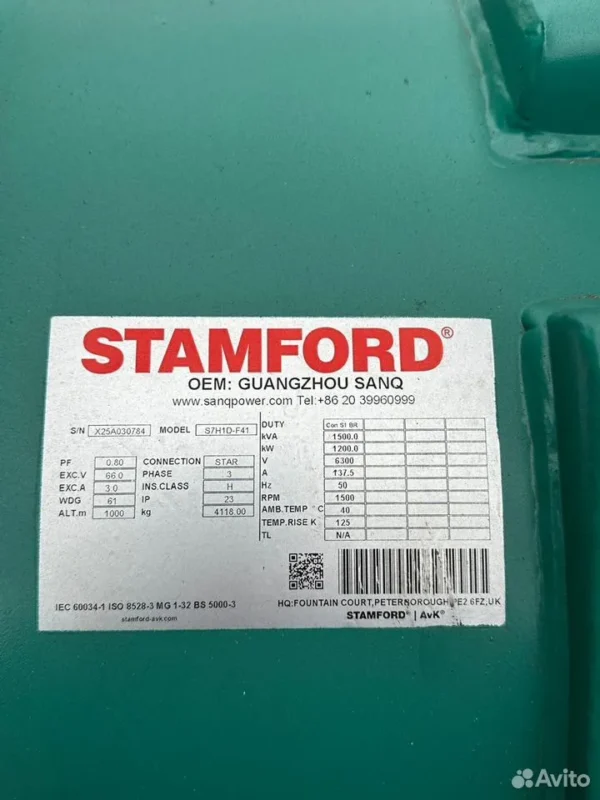 STAMFORD®
OEM: GUANGZHOU SANQ
www.sanqpower.com Tel:+86 20 39960999
S/N X25A030784 MODEL S7H1D-F41
PF 0.80 CONNECTION STAR
EXC.V 66.0 PHASE 3
EXC.A 3.0 INS.CLASS H
WDG 61 IP 23
ALT.m 1000 kg 4118.00
DUTY Con S1 BR
kVA 1500.0
kW 1200.0
V 6300
A 137.5
Hz 50
RPM 1500
AMB.TEMP °C 40
TEMP.RISE K 125
TL N/A
IEC 60034-1 ISO 8528-3 MG 1-32 BS 5000-3
stamford-avk.com
HQ:FOUNTAIN COURT,PETERBOROUGH,PE2 6FZ,UK
STAMFORD® | AvK®
Avito